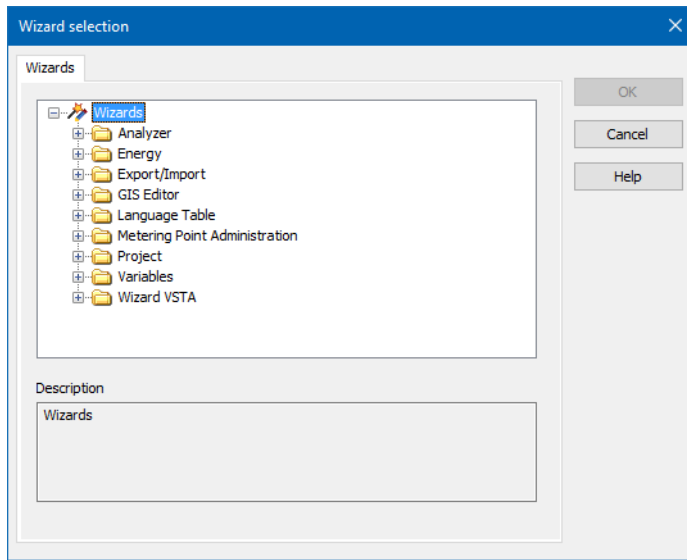 Wizard selection
Wizards
Wizards
Analyzer
Energy
Export/Import
GIS Editor
Language Table
Metering Point Administration
Project
Variables
Wizard VSTA
Description
Wizards
OK
Cancel
Help